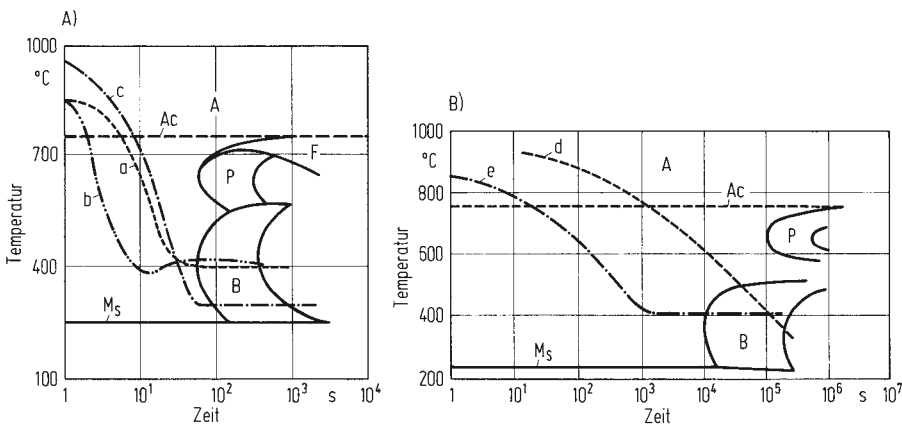 A)
1000
°C
700
400
100
Temperatur
c
A
Ac
a
b
F
P
B
Ms
1 10¹ 10² 10³ s 10⁴
Zeit
B)
1000
°C
800
600
400
200
Temperatur
d
e
A
Ac
P
B
Ms
1 10¹ 10² 10³ 10⁴ 10⁵ 10⁶ s 10⁷
Zeit